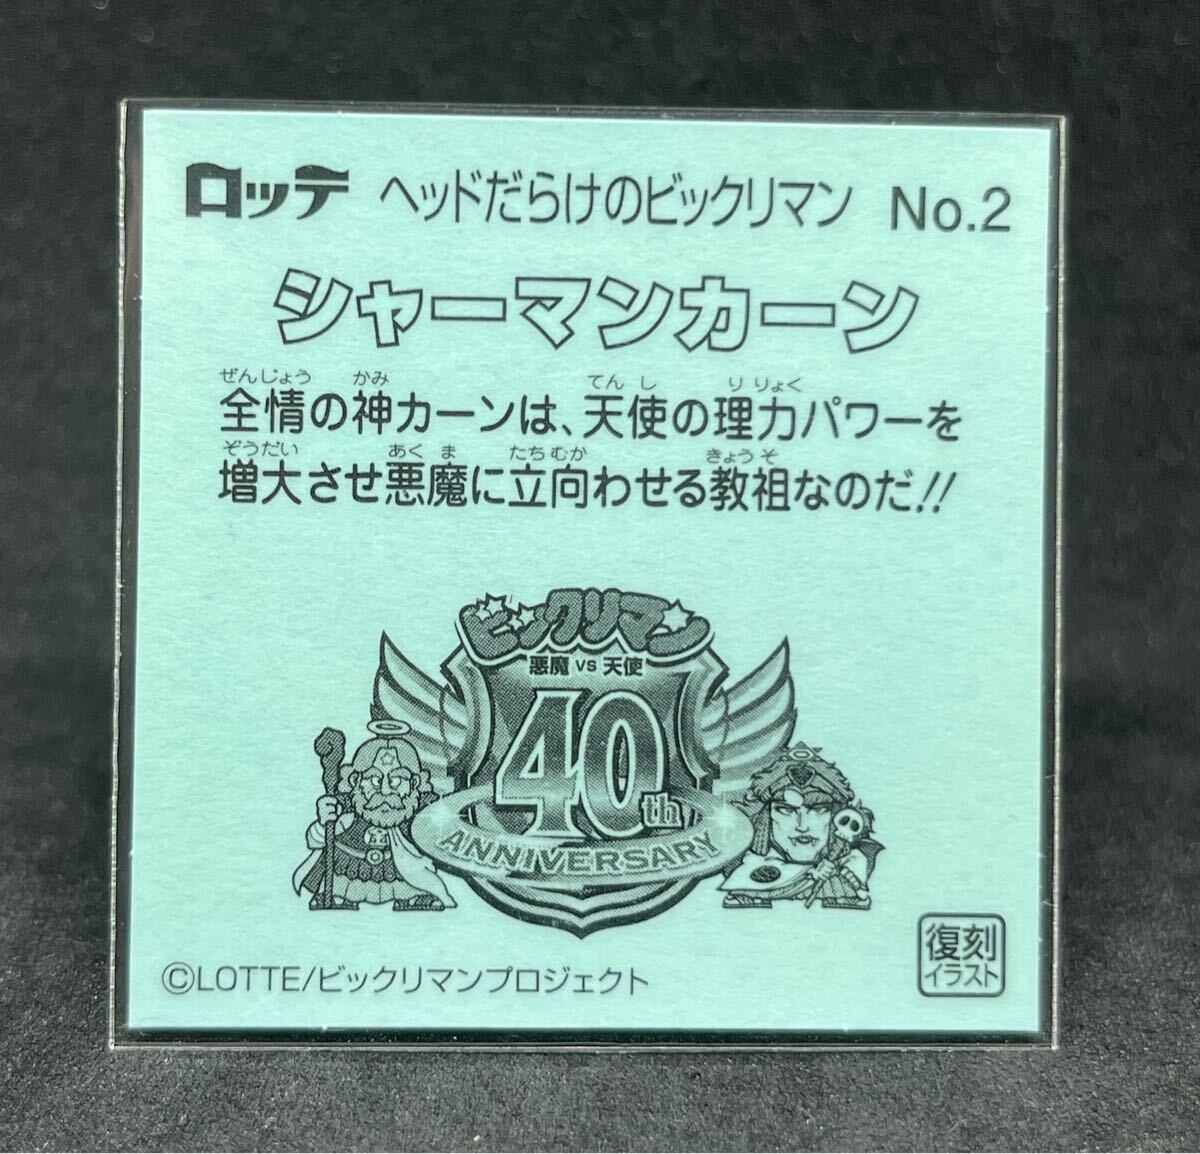 ロッテ ヘッドだらけのビックリマン No.2
シャーマンカーン
ぜんじょう かみ てんし りりょく
全情の神カーンは、天使の理力パワーを
ぞうだい あくま たちむか きょうそ
増大させ悪魔に立向わせる教祖なのだ!!
ビックリマン
悪魔 VS 天使
40th
ANNIVERSARY
復刻
イラスト
©LOTTE/ビックリマンプロジェクト